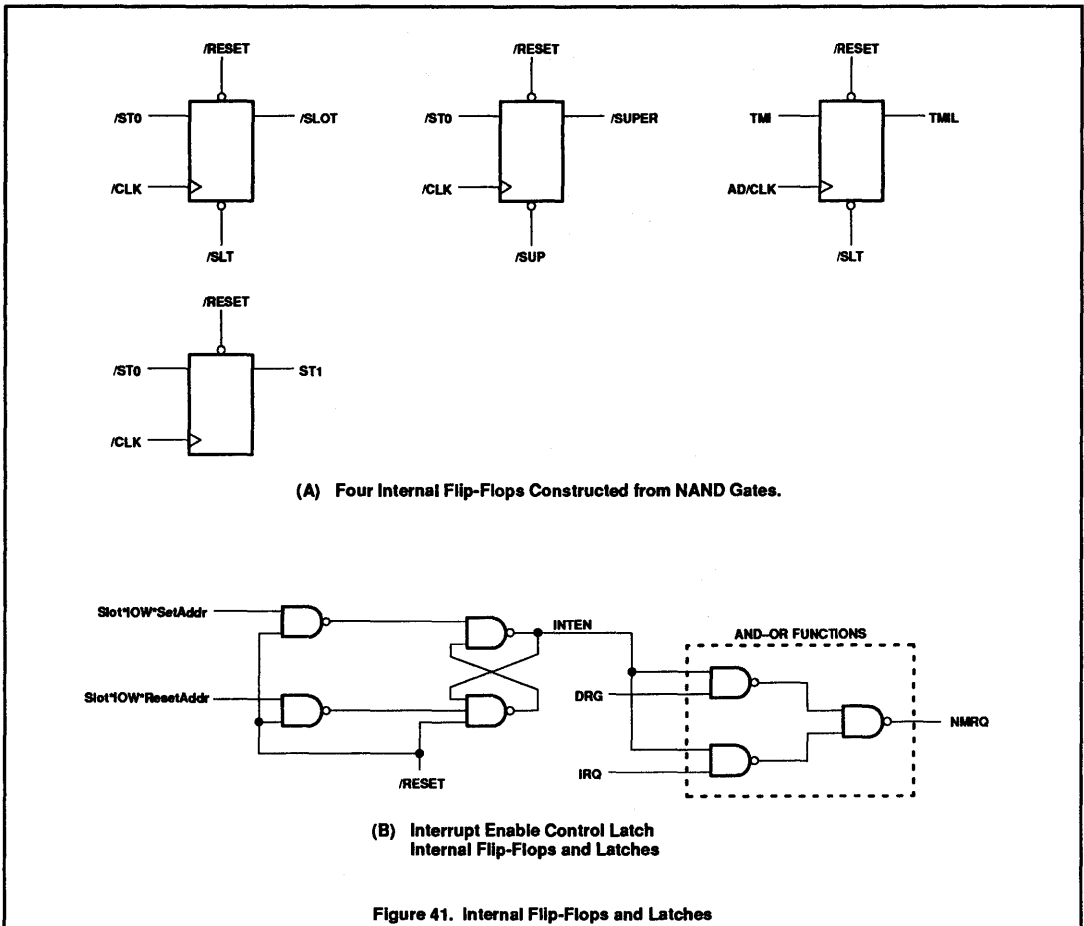 /RESET /RESET /RESET
/ST0 /SLOT /ST0 /SUPER TMI TMIL
/CLK /CLK AD/CLK
/SLT /SUP /SLT
/RESET
/ST0 ST1
/CLK
(A) Four Internal Flip-Flops Constructed from NAND Gates.
Slot*IOW*SetAddr
INTEN
AND–OR FUNCTIONS
Slot*IOW*ResetAddr
DRG
NMRQ
IRQ
/RESET
(B) Interrupt Enable Control Latch
Internal Flip-Flops and Latches
Figure 41. Internal Flip-Flops and Latches